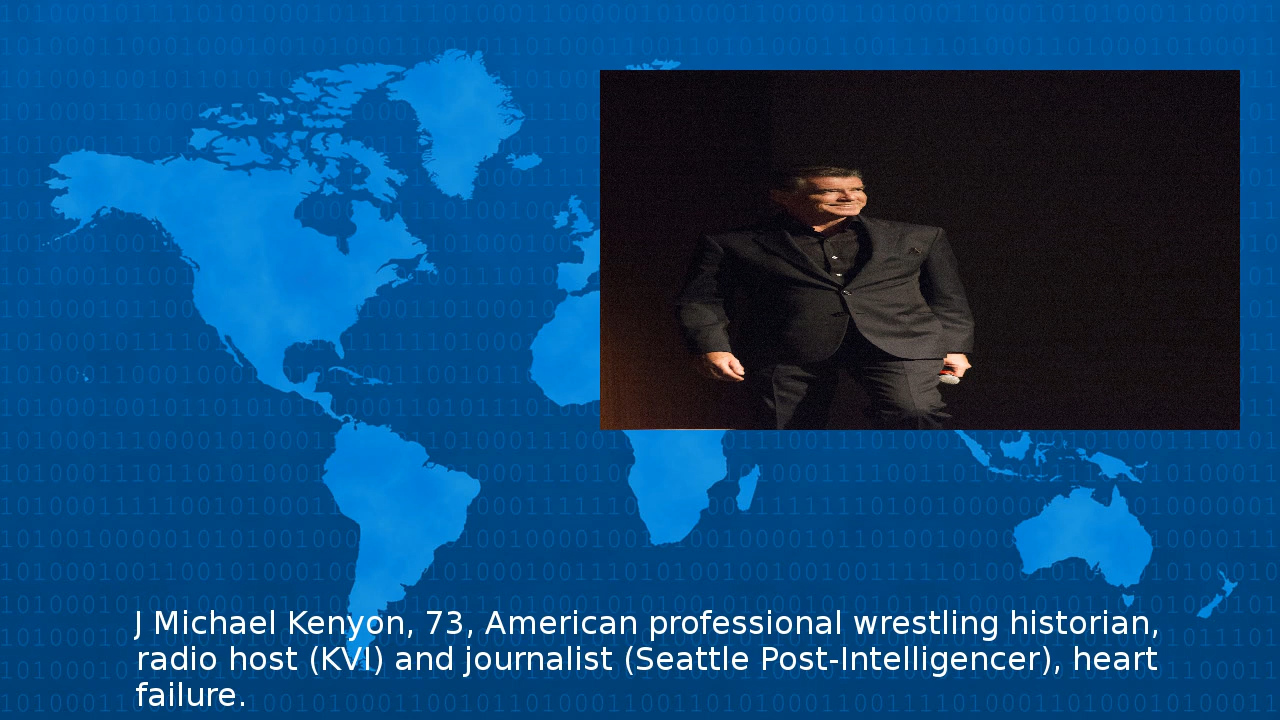 J Michael Kenyon, 73, American professional wrestling historian,
radio host (KVI) and journalist (Seattle Post-Intelligencer), heart
failure.